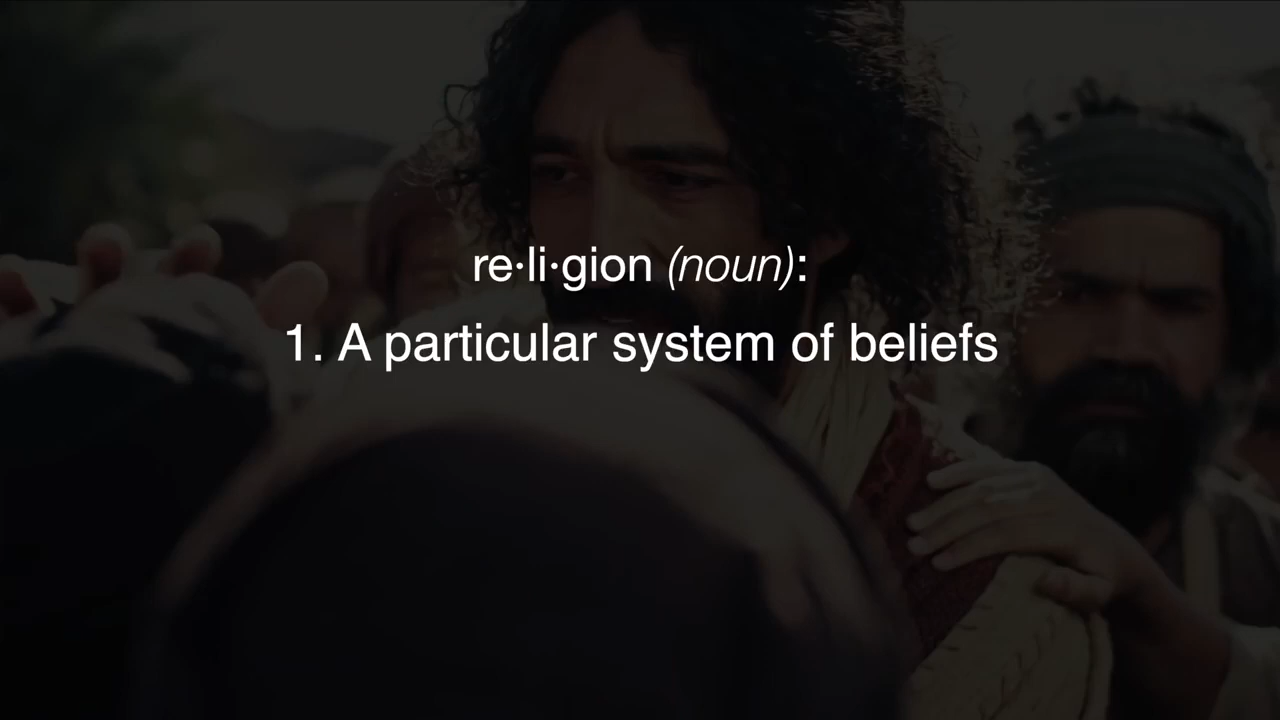 re·li·gion (noun):
1. A particular system of beliefs